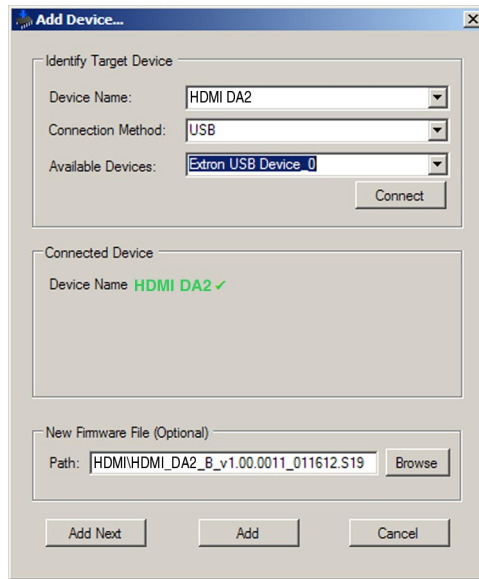 Add Device...
Identify Target Device
Device Name: HDMI DA2
Connection Method: USB
Available Devices: Extron USB Device_0
Connect
Connected Device
Device Name HDMI DA2 ✓
New Firmware File (Optional)
Path: HDMI\HDMI_DA2_B_v1.00.0011_011612.S19 Browse
Add Next Add Cancel